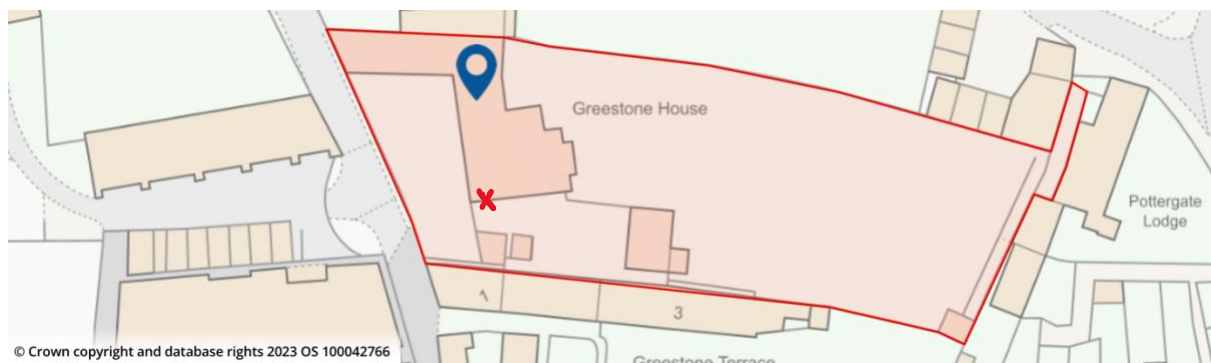 Greestone House
Pottergate
Lodge
1
3
Greestone Terrace
© Crown copyright and database rights 2023 OS 100042766